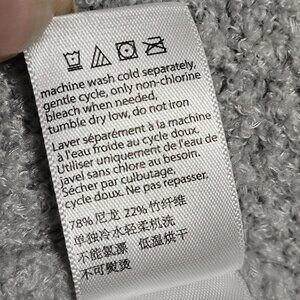 machine wash cold separately,
gentle cycle, only non-chlorine
bleach when needed,
tumble dry low, do not iron
Laver séparément à la machine
à l'eau froide au cycle doux.
Utiliser uniquement de l'eau de
javel sans chlore au besoin.
Sécher par culbutage,
cycle doux. Ne pas repasser,
78% 尼龙 22% 竹纤维
单独冷水轻柔机洗
不能氯漂 低温烘干
不可熨烫